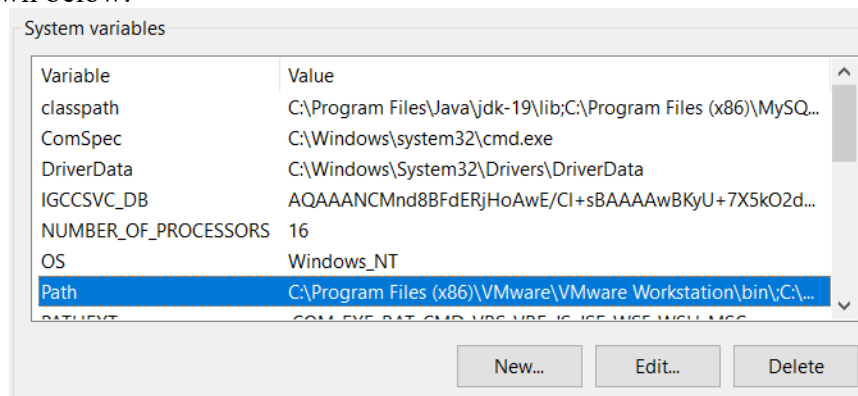 below.
System variables
Variable Value
classpath C:\Program Files\Java\jdk-19\lib;C:\Program Files (x86)\MySQ...
ComSpec C:\Windows\system32\cmd.exe
DriverData C:\Windows\System32\Drivers\DriverData
IGCCSVC_DB AQAAANCMnd8BFdERjHoAwE/Cl+sBAAAAwBKyU+7X5kO2d...
NUMBER_OF_PROCESSORS 16
OS Windows_NT
Path C:\Program Files (x86)\VMware\VMware Workstation\bin\;C:\...
New... Edit... Delete